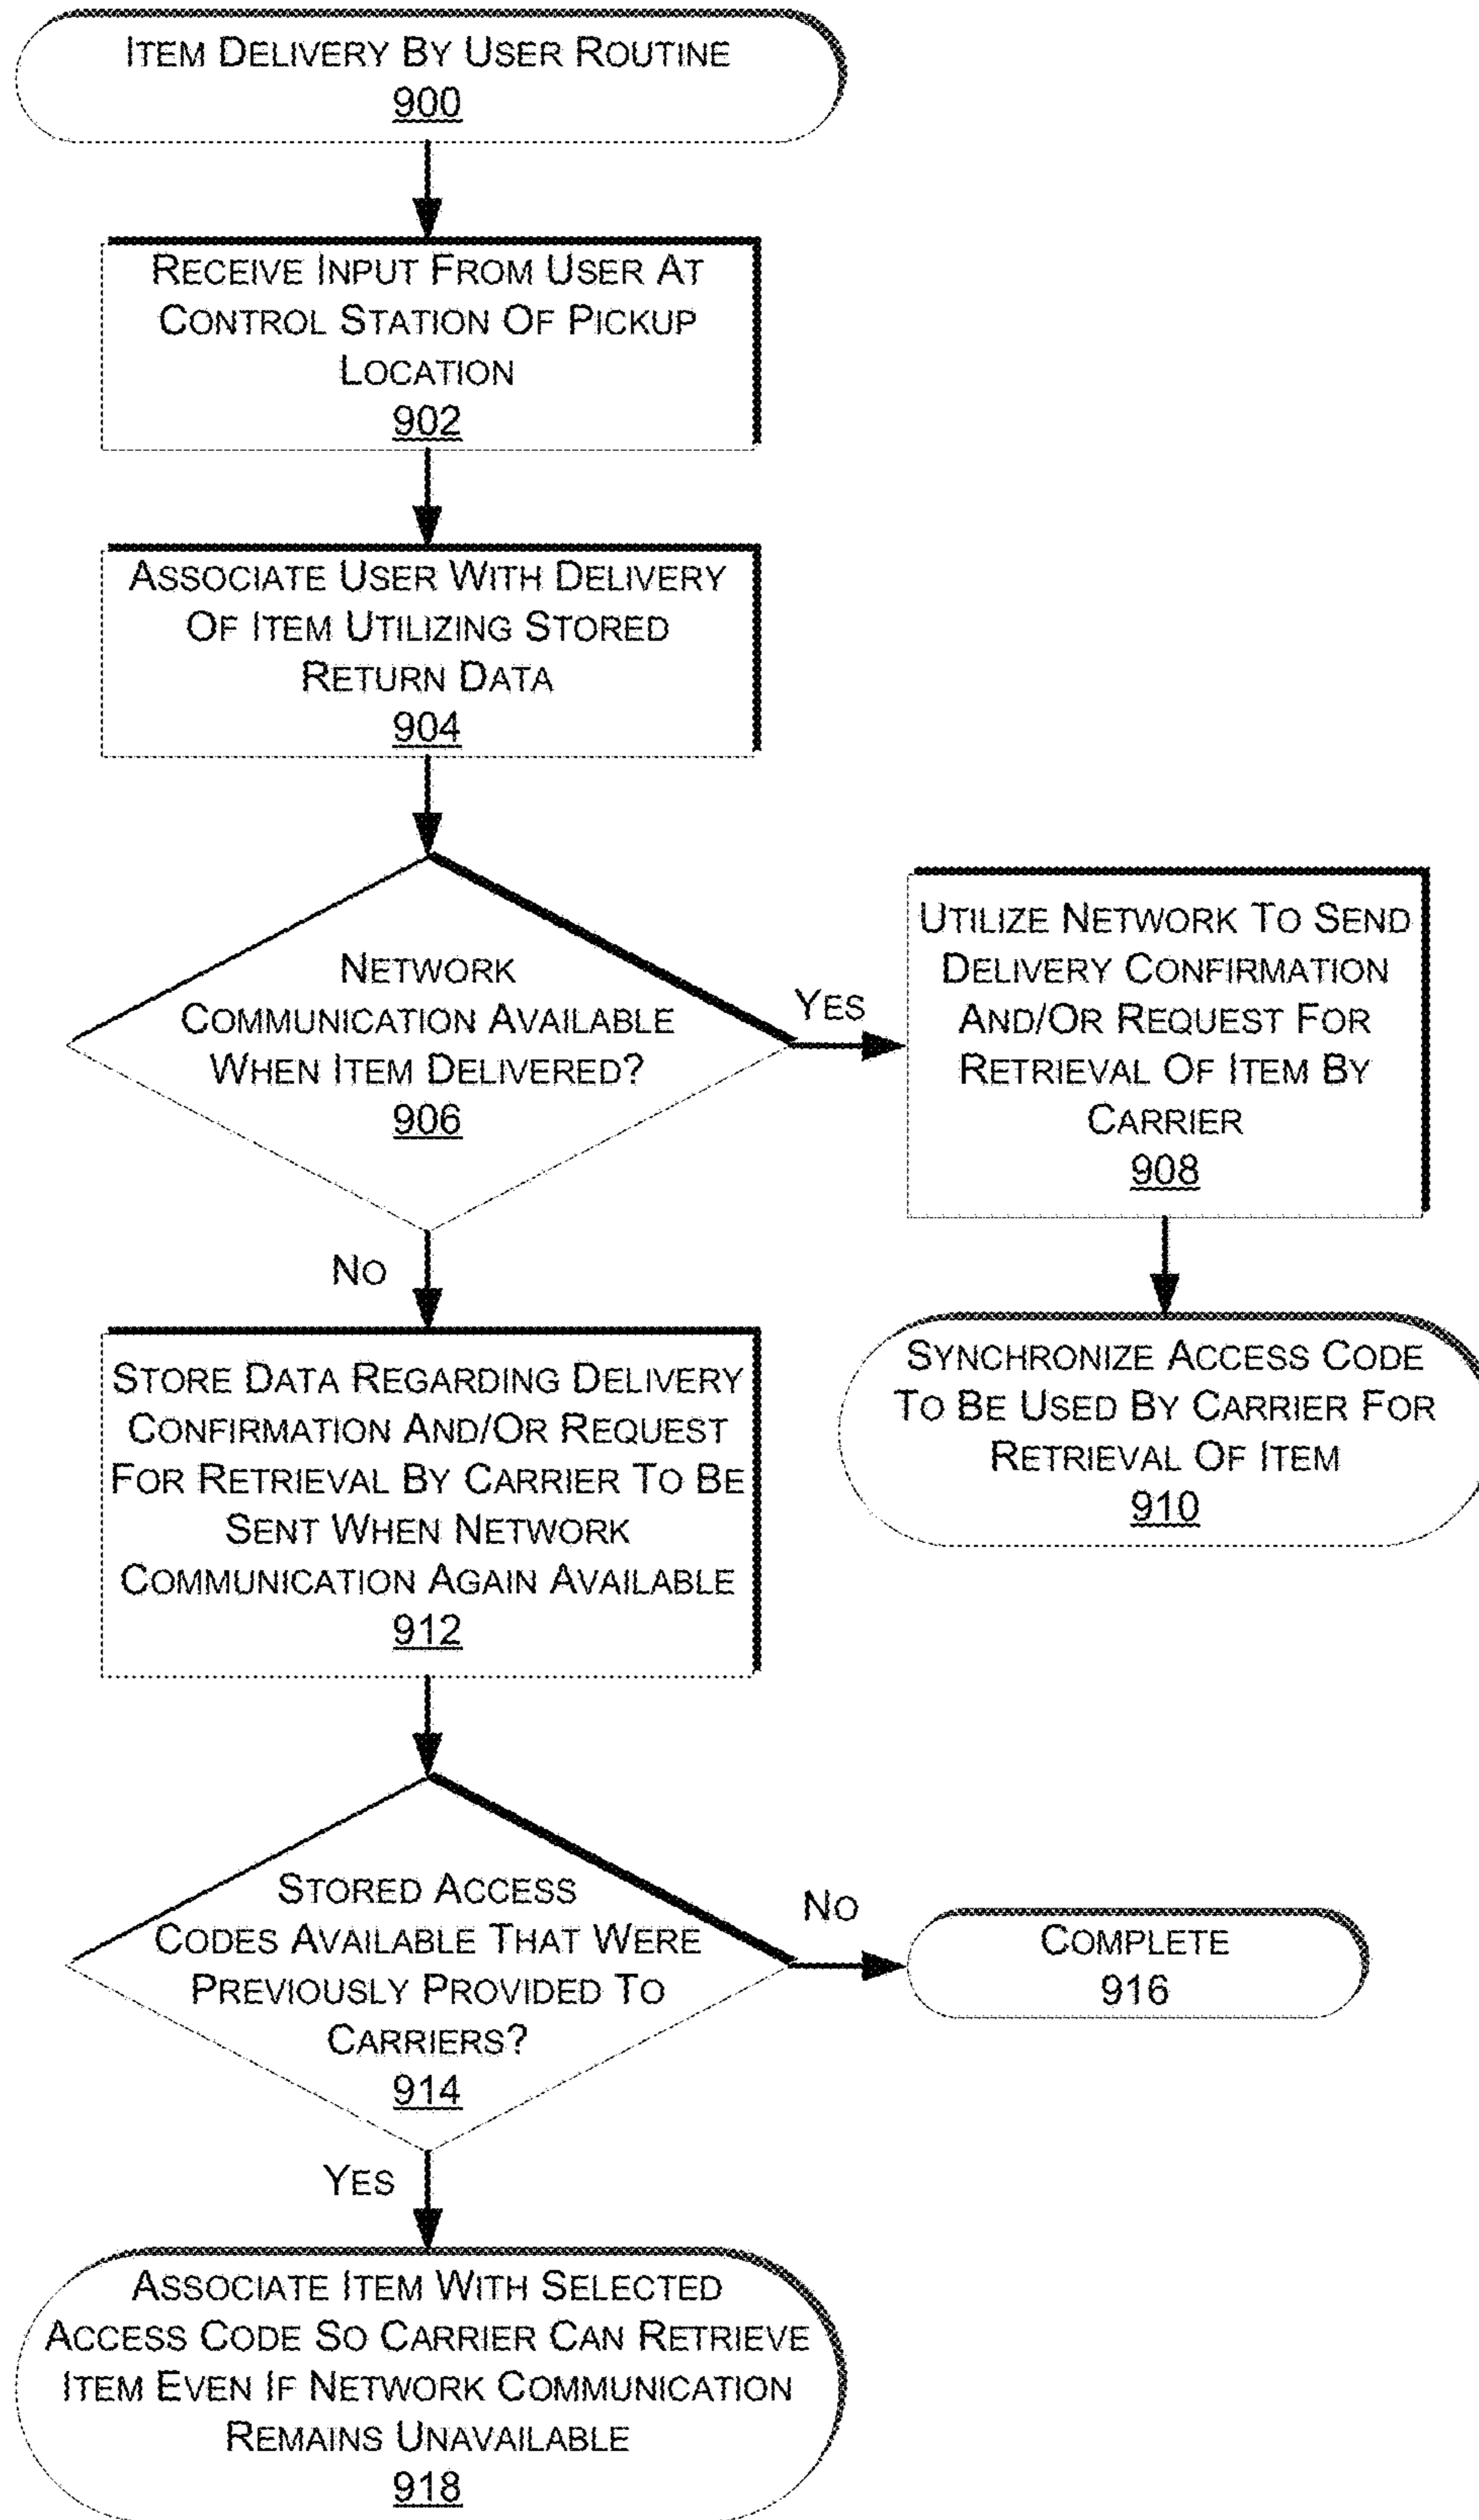 ITEM DELIVERY BY USER ROUTINE
900
RECEIVE INPUT FROM USER AT
CONTROL STATION OF PICKUP
LOCATION
902
ASSOCIATE USER WITH DELIVERY
OF ITEM UTILIZING STORED
RETURN DATA
904
NETWORK
COMMUNICATION AVAILABLE
WHEN ITEM DELIVERED?
906
YES
UTILIZE NETWORK TO SEND
DELIVERY CONFIRMATION
AND/OR REQUEST FOR
RETRIEVAL OF ITEM BY
CARRIER
908
SYNCHRONIZE ACCESS CODE
TO BE USED BY CARRIER FOR
RETRIEVAL OF ITEM
910
NO
STORE DATA REGARDING DELIVERY
CONFIRMATION AND/OR REQUEST
FOR RETRIEVAL BY CARRIER TO BE
SENT WHEN NETWORK
COMMUNICATION AGAIN AVAILABLE
912
STORED ACCESS
CODES AVAILABLE THAT WERE
PREVIOUSLY PROVIDED TO
CARRIERS?
914
NO
COMPLETE
916
YES
ASSOCIATE ITEM WITH SELECTED
ACCESS CODE SO CARRIER CAN RETRIEVE
ITEM EVEN IF NETWORK COMMUNICATION
REMAINS UNAVAILABLE
918